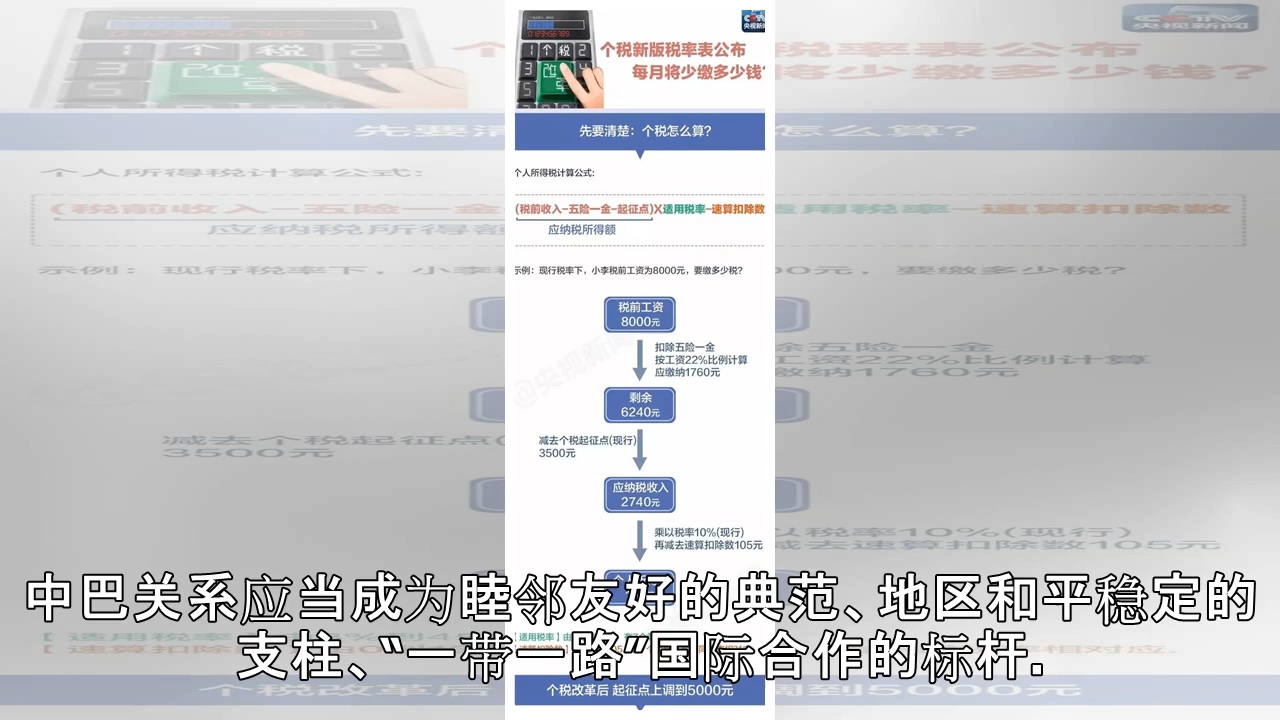 CCTV
央视新闻
个税新版税率表公布
每月将少缴多少钱?
个税
改
率
先要清楚：个税怎么算?
个人所得税计算公式:
(税前收入-五险一金-起征点)X适用税率-速算扣除数
应纳税所得额
示例：现行税率下，小李税前工资为8000元，要缴多少税?
税前工资
8000元
扣除五险一金
按工资22%比例计算
应缴纳1760元
剩余
6240元
减去个税起征点(现行)
3500元
应纳税收入
2740元
乘以税率10%(现行)
再减去速算扣除数105元
中巴关系应当成为睦邻友好的典范、地区和平稳定的
支柱、“一带一路”国际合作的标杆.
个税改革后 起征点上调到5000元